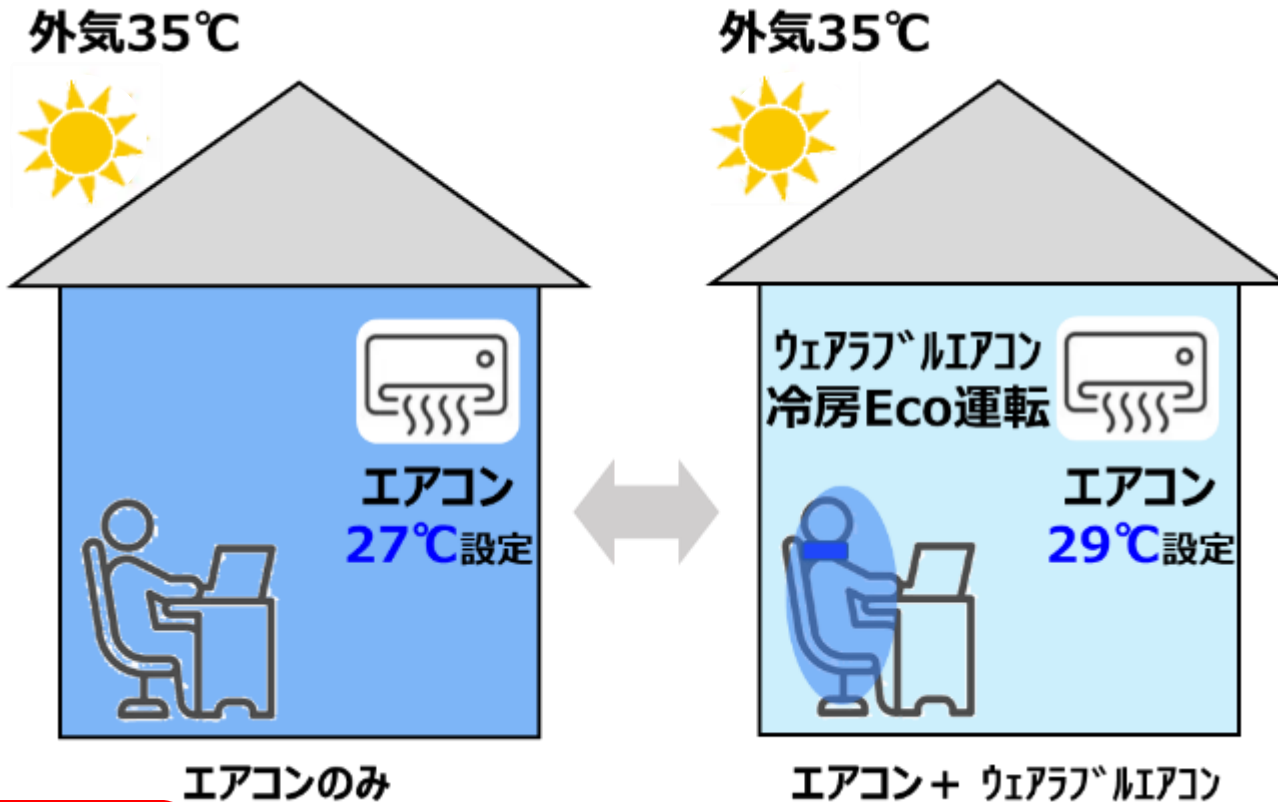 外気35℃
エアコン
27℃設定
エアコンのみ
外気35℃
ｳｪｱﾗﾌﾞﾙｴｱｺﾝ
冷房Eco運転
エアコン
29℃設定
エアコン＋ ｳｪｱﾗﾌﾞﾙｴｱｺﾝ